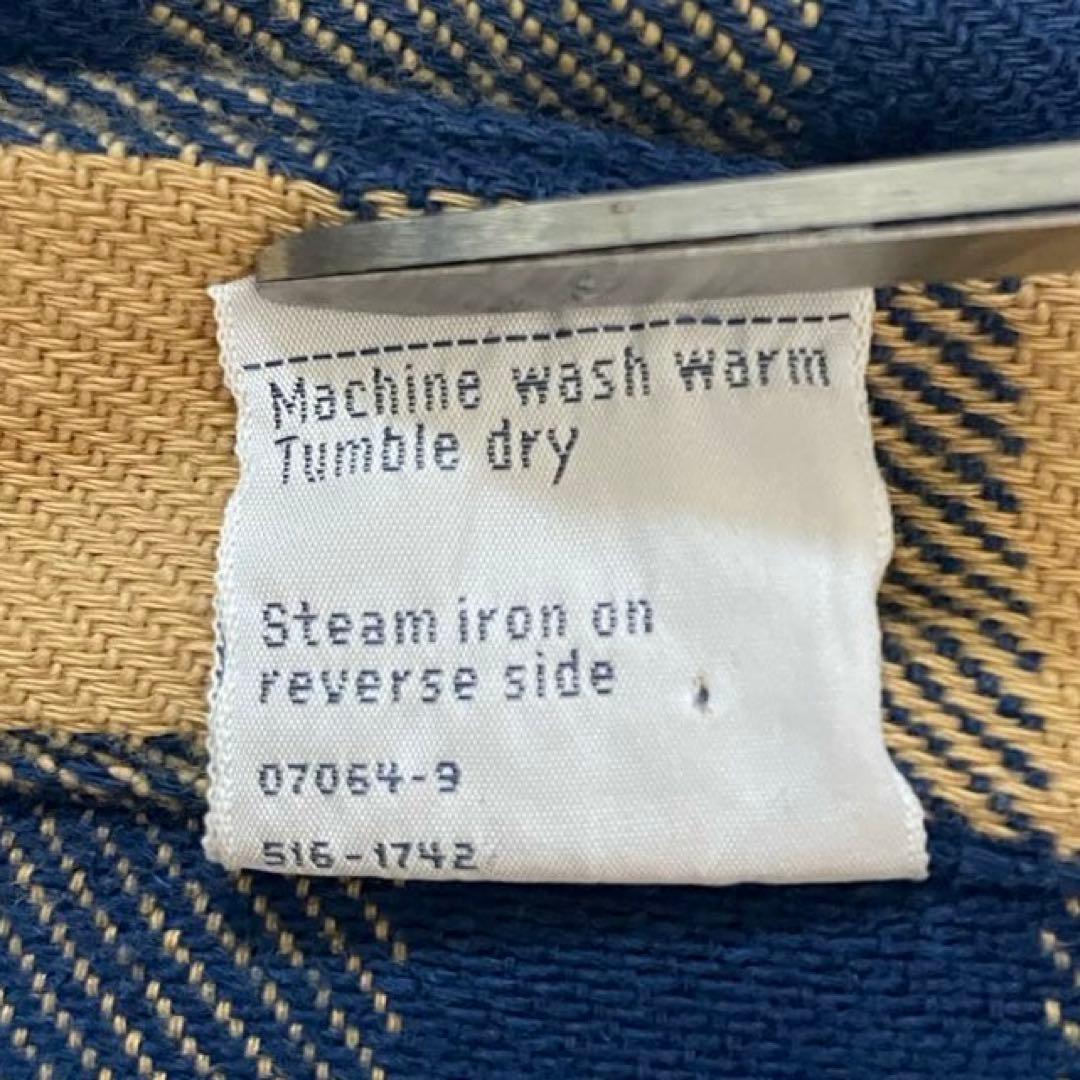 Machine wash warm
Tumble dry
Steam iron on
reverse side
07064-9
516-1742